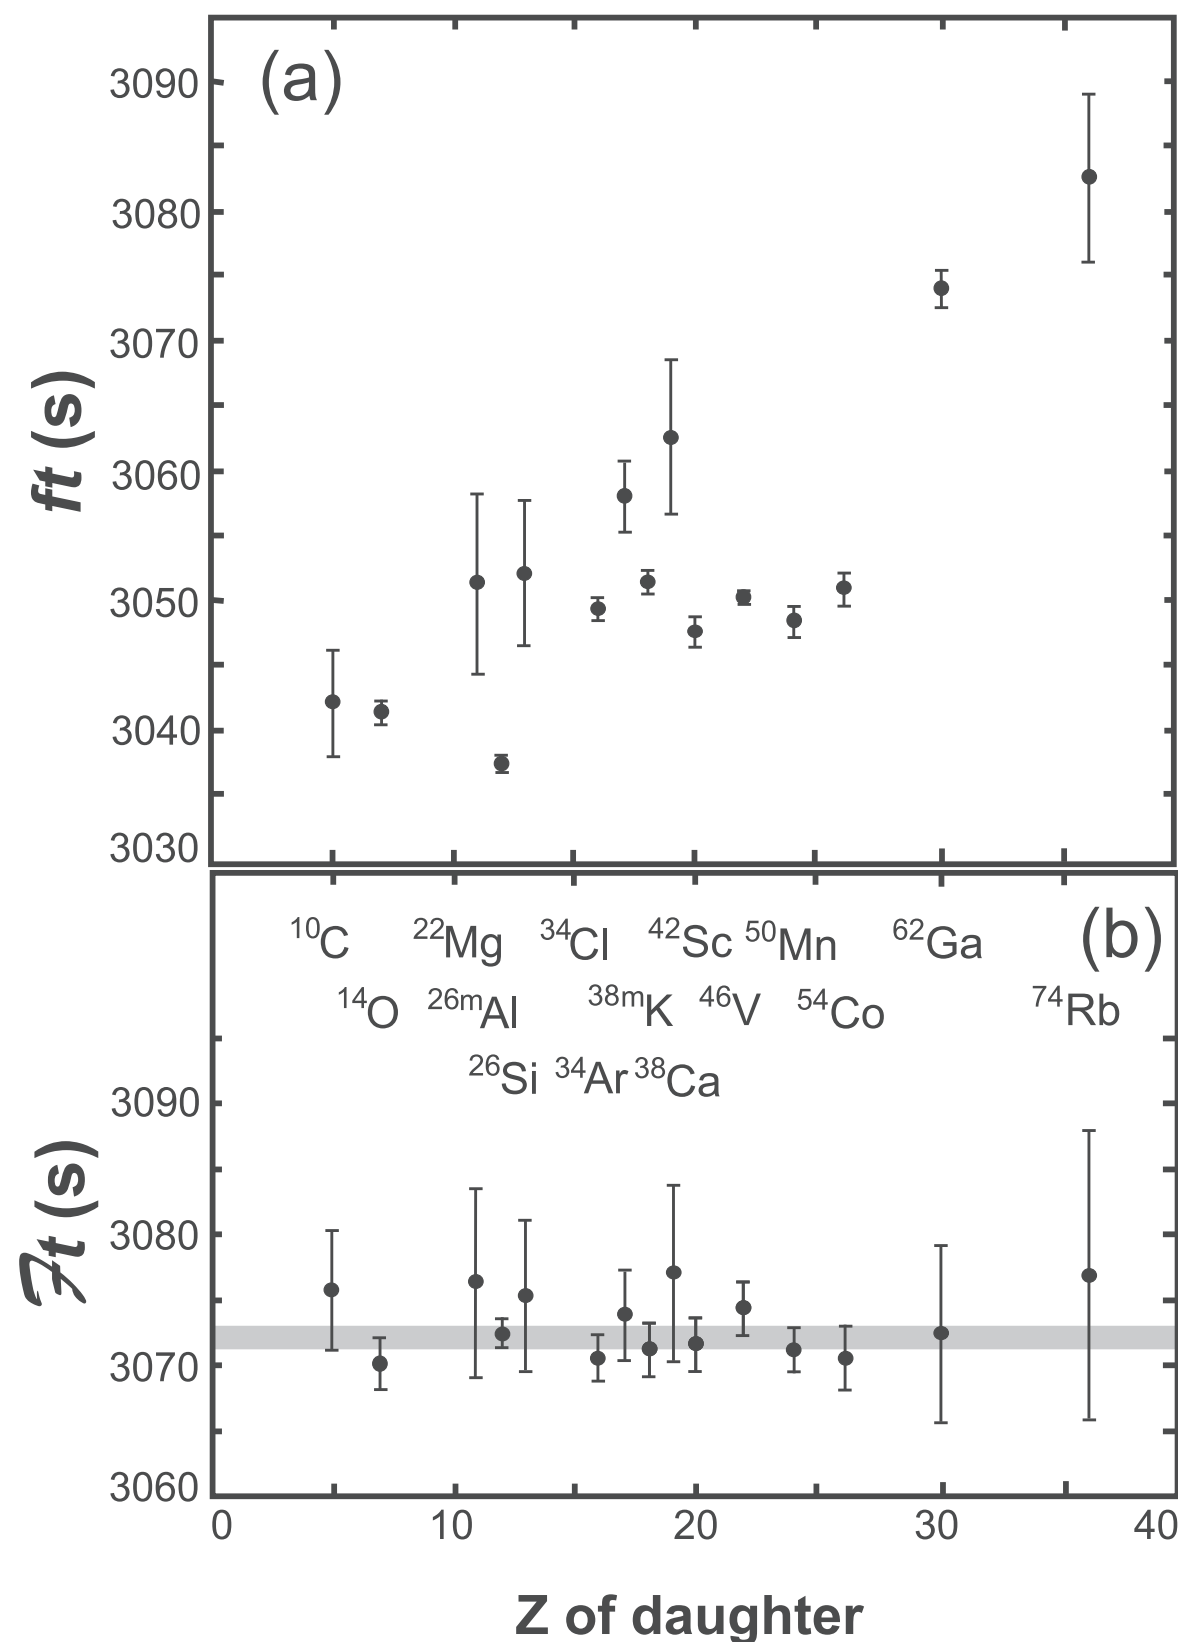 (a)
3090
3080
3070
3060
3050
3040
3030
ft (s)
(b)
¹⁰C ²²Mg ³⁴Cl ⁴²Sc ⁵⁰Mn ⁶²Ga
¹⁴O ²⁶ᵐAl ³⁸ᵐK ⁴⁶V ⁵⁴Co ⁷⁴Rb
²⁶Si ³⁴Ar ³⁸Ca
3090
3080
3070
3060
ℱt (s)
0 10 20 30 40
Z of daughter